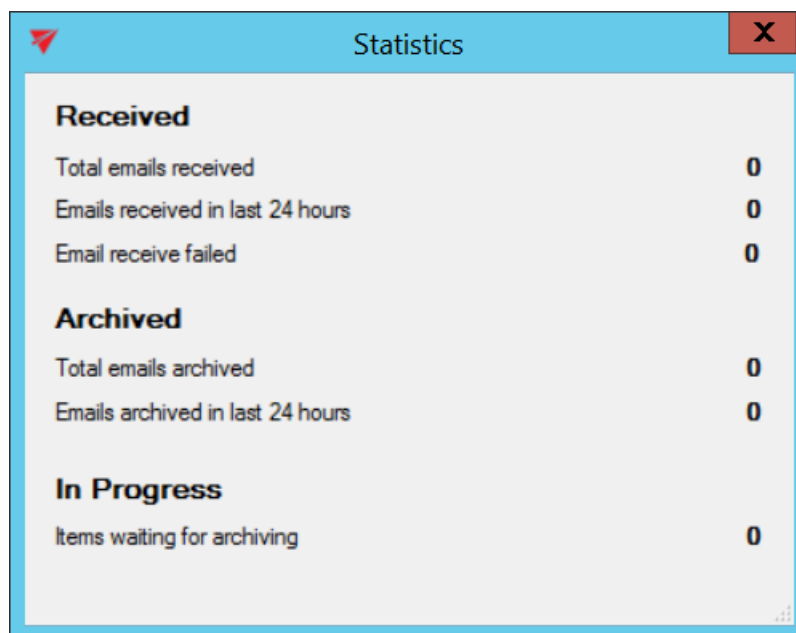 Statistics
X
Received
Total emails received 0
Emails received in last 24 hours 0
Email receive failed 0
Archived
Total emails archived 0
Emails archived in last 24 hours 0
In Progress
Items waiting for archiving 0